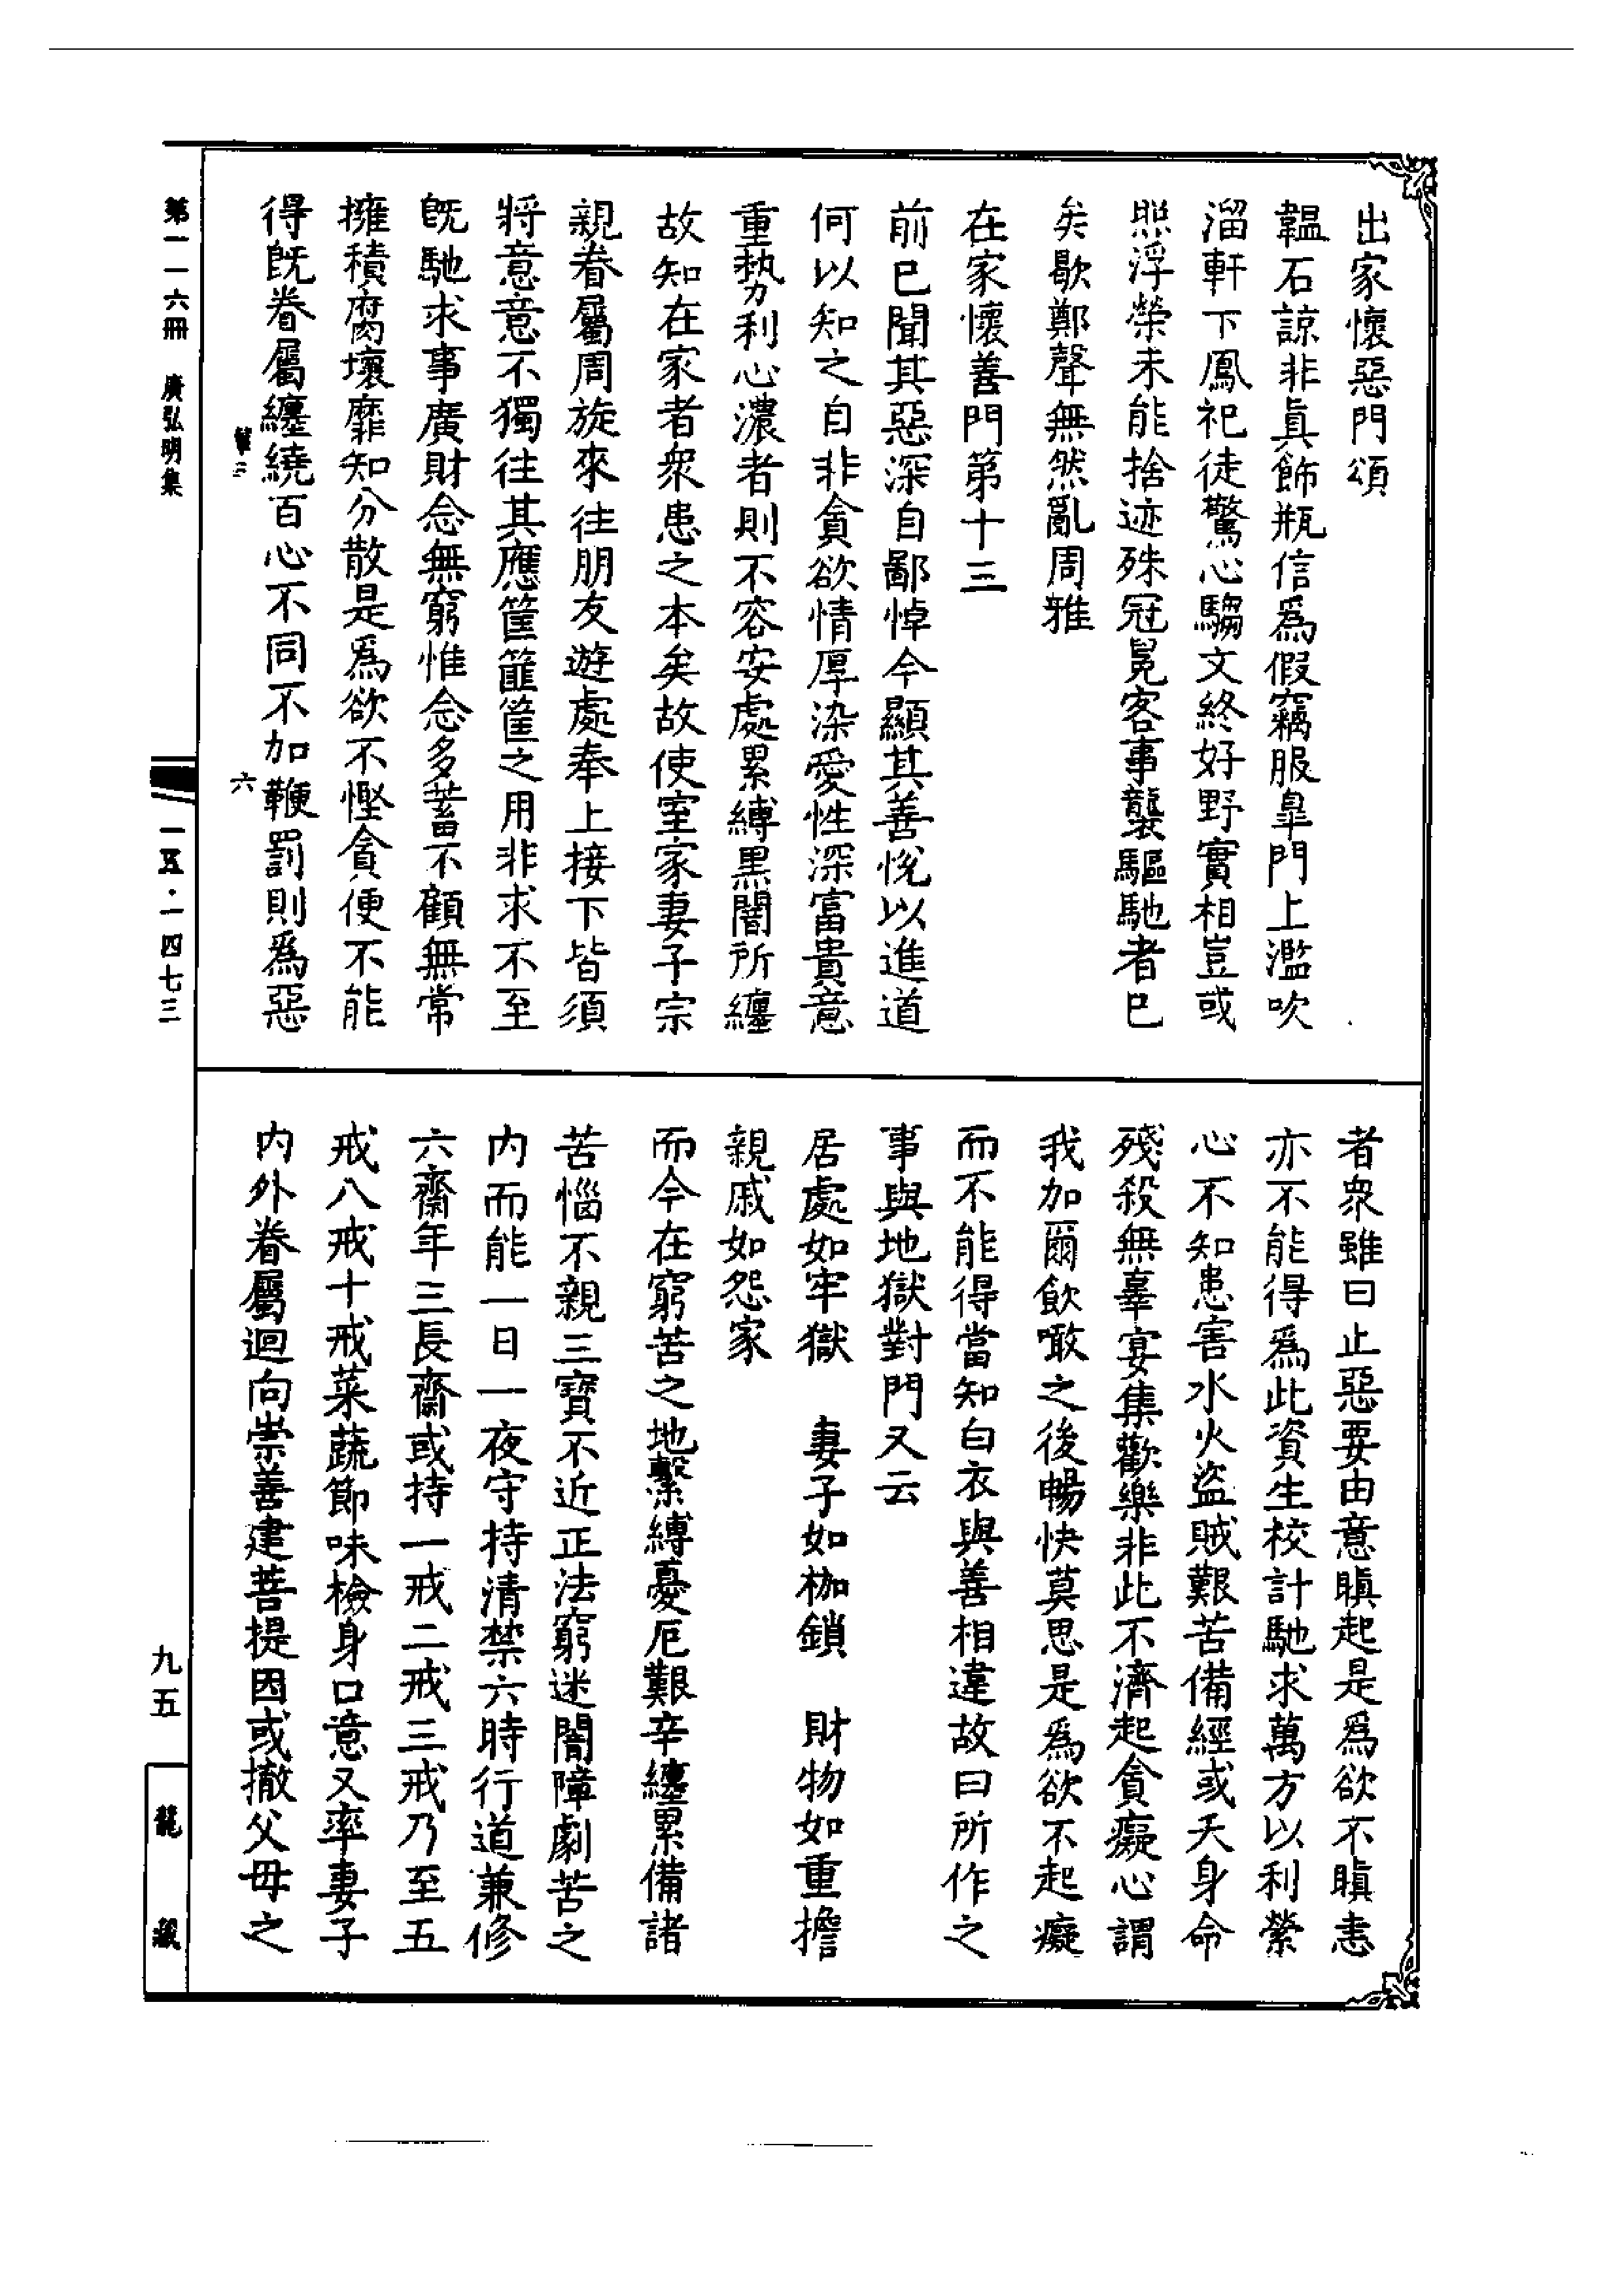 出家懷惡門頌
韞石諒非真飾瓶信為假竊服皐門上濫吹
溜軒下鳳祀徒驚心騶文終好野實相豈或
照浮榮未能捨迹殊冠冕客事襲驅馳者已
矣歇鄭聲無然亂周雅
在家懷善門第十三
前已聞其惡深自鄙悼今顯其善悅以進道
何以知之自非貪欲情厚染愛性深富貴意
重勢利心濃者則不容安處累縛黑闇所纏
故知在家者衆患之本矣故使室家妻子宗
親眷屬周旋來往朋友遊處奉上接下皆須
將意意不獨往其應筐篚筐之用非求不至
旣馳求事廣財念無窮惟念多蓄不顧無常
擁積腐壞靡知分散是爲欲不慳貪便不能
得旣眷屬纏繞百心不同不加鞭罰則爲惡
者衆雖曰止惡要由意瞋起是爲欲不瞋恚
亦不能得爲此資生校計馳求萬方以利縈
心不知患害水火盜賊艱苦備經或夭身命
殘殺無辜宴集歡樂非此不濟起貪癡心謂
我加爾飲噉之後暢快莫思是爲欲不起癡
而不能得當知白衣與善相違故曰所作之
事與地獄對門又云
居處如牢獄　妻子如枷鎖　財物如重擔
親戚如怨家
而今在窮苦之地繫縛憂厄艱辛纏累備諸
苦惱不親三寶不近正法窮迷闇障劇苦之
内而能一日一夜守持清禁六時行道兼修
六齋年三長齋或持一戒二戒三戒乃至五
戒八戒十戒菜蔬節味檢身口意又率妻子
内外眷屬迴向崇善建菩提因或撤父母之
第一一六冊　廣弘明集
六
一五·一四七三
九五
龍藏